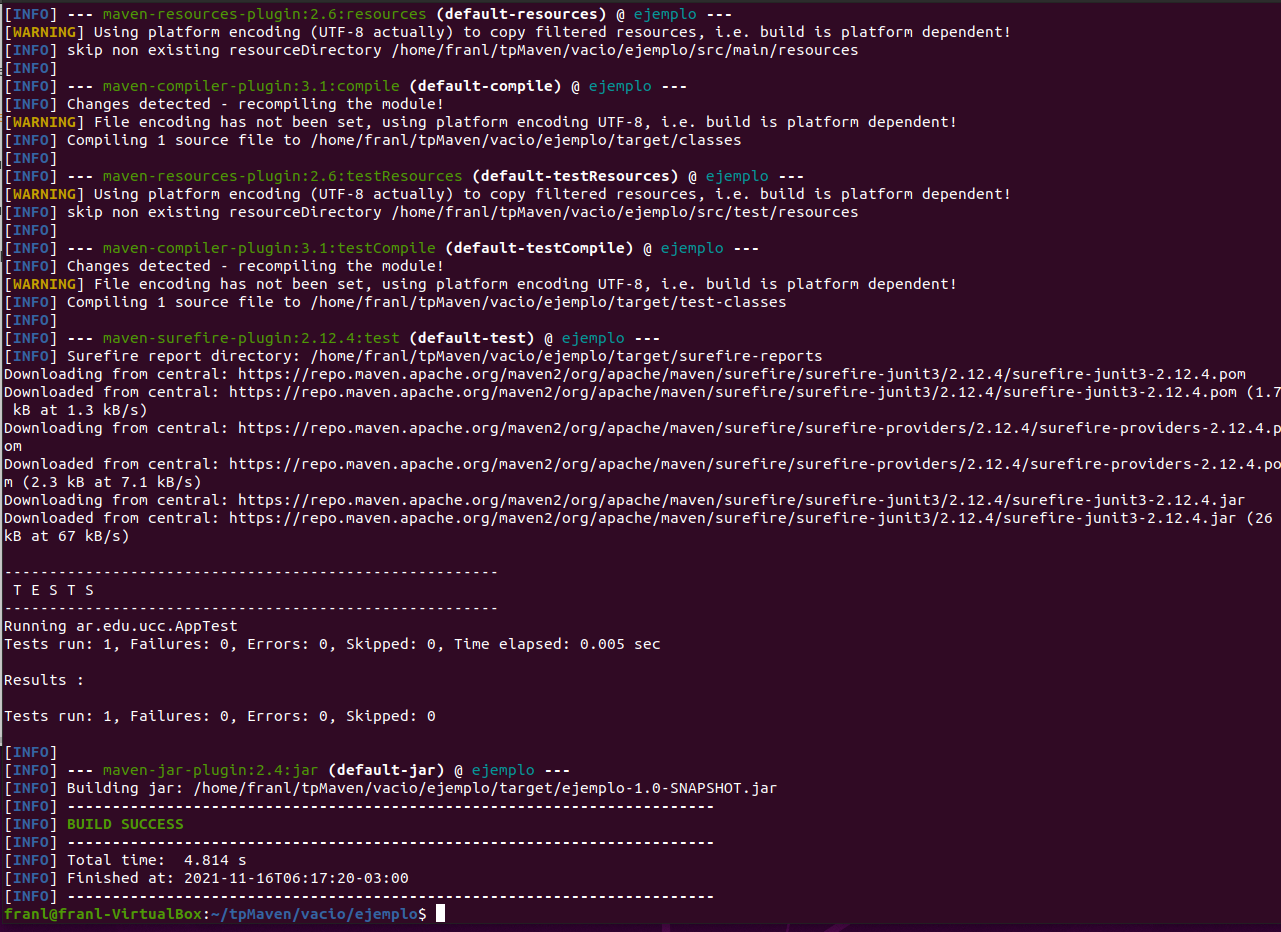 [INFO] --- maven-resources-plugin:2.6:resources (default-resources) @ ejemplo ---
[WARNING] Using platform encoding (UTF-8 actually) to copy filtered resources, i.e. build is platform dependent!
[INFO] skip non existing resourceDirectory /home/franl/tpMaven/vacio/ejemplo/src/main/resources
[INFO]
[INFO] --- maven-compiler-plugin:3.1:compile (default-compile) @ ejemplo ---
[INFO] Changes detected - recompiling the module!
[WARNING] File encoding has not been set, using platform encoding UTF-8, i.e. build is platform dependent!
[INFO] Compiling 1 source file to /home/franl/tpMaven/vacio/ejemplo/target/classes
[INFO]
[INFO] --- maven-resources-plugin:2.6:testResources (default-testResources) @ ejemplo ---
[WARNING] Using platform encoding (UTF-8 actually) to copy filtered resources, i.e. build is platform dependent!
[INFO] skip non existing resourceDirectory /home/franl/tpMaven/vacio/ejemplo/src/test/resources
[INFO]
[INFO] --- maven-compiler-plugin:3.1:testCompile (default-testCompile) @ ejemplo ---
[INFO] Changes detected - recompiling the module!
[WARNING] File encoding has not been set, using platform encoding UTF-8, i.e. build is platform dependent!
[INFO] Compiling 1 source file to /home/franl/tpMaven/vacio/ejemplo/target/test-classes
[INFO]
[INFO] --- maven-surefire-plugin:2.12.4:test (default-test) @ ejemplo ---
[INFO] Surefire report directory: /home/franl/tpMaven/vacio/ejemplo/target/surefire-reports
Downloading from central: https://repo.maven.apache.org/maven2/org/apache/maven/surefire/surefire-junit3/2.12.4/surefire-junit3-2.12.4.pom
Downloaded from central: https://repo.maven.apache.org/maven2/org/apache/maven/surefire/surefire-junit3/2.12.4/surefire-junit3-2.12.4.pom (1.7
 kB at 1.3 kB/s)
Downloading from central: https://repo.maven.apache.org/maven2/org/apache/maven/surefire/surefire-providers/2.12.4/surefire-providers-2.12.4.p
om
Downloaded from central: https://repo.maven.apache.org/maven2/org/apache/maven/surefire/surefire-providers/2.12.4/surefire-providers-2.12.4.po
m (2.3 kB at 7.1 kB/s)
Downloading from central: https://repo.maven.apache.org/maven2/org/apache/maven/surefire/surefire-junit3/2.12.4/surefire-junit3-2.12.4.jar
Downloaded from central: https://repo.maven.apache.org/maven2/org/apache/maven/surefire/surefire-junit3/2.12.4/surefire-junit3-2.12.4.jar (26
kB at 67 kB/s)
-------------------------------------------------------
 T E S T S
-------------------------------------------------------
Running ar.edu.ucc.AppTest
Tests run: 1, Failures: 0, Errors: 0, Skipped: 0, Time elapsed: 0.005 sec
Results :
Tests run: 1, Failures: 0, Errors: 0, Skipped: 0
[INFO]
[INFO] --- maven-jar-plugin:2.4:jar (default-jar) @ ejemplo ---
[INFO] Building jar: /home/franl/tpMaven/vacio/ejemplo/target/ejemplo-1.0-SNAPSHOT.jar
[INFO] ------------------------------------------------------------------------
[INFO] BUILD SUCCESS
[INFO] ------------------------------------------------------------------------
[INFO] Total time:  4.814 s
[INFO] Finished at: 2021-11-16T06:17:20-03:00
[INFO] ------------------------------------------------------------------------
franl@franl-VirtualBox:~/tpMaven/vacio/ejemplo$